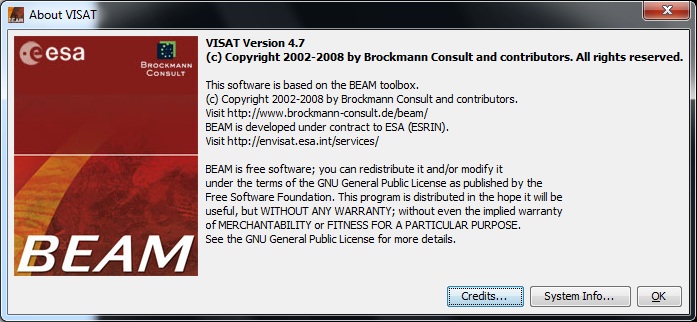 About VISAT
esa
BROCKMANN
CONSULT
BEAM
VISAT Version 4.7
(c) Copyright 2002-2008 by Brockmann Consult and contributors. All rights reserved.
This software is based on the BEAM toolbox.
(c) Copyright 2002-2008 by Brockmann Consult and contributors.
Visit http://www.brockmann-consult.de/beam/
BEAM is developed under contract to ESA (ESRIN).
Visit http://envisat.esa.int/services/
BEAM is free software; you can redistribute it and/or modify it
under the terms of the GNU General Public License as published by the
Free Software Foundation. This program is distributed in the hope it will be
useful, but WITHOUT ANY WARRANTY; without even the implied warranty
of MERCHANTABILITY or FITNESS FOR A PARTICULAR PURPOSE.
See the GNU General Public License for more details.
Credits... System Info... OK